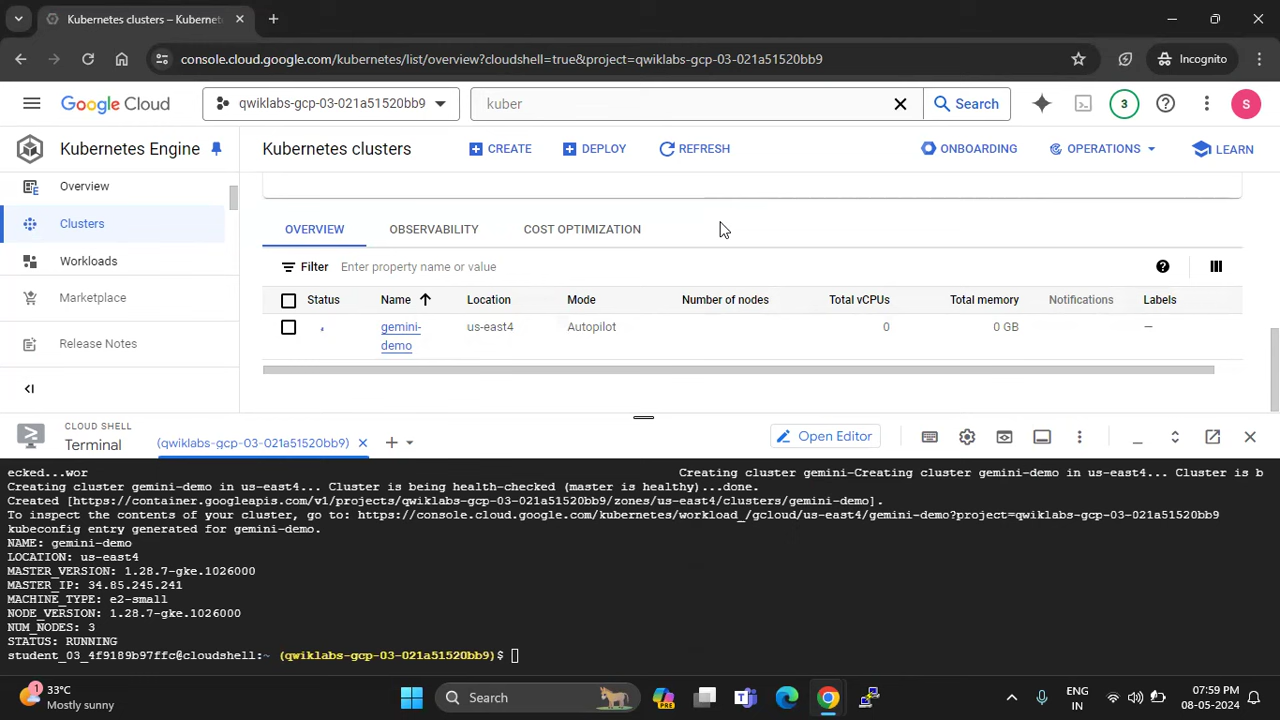 Kubernetes clusters – Kubernet
console.cloud.google.com/kubernetes/list/overview?cloudshell=true&project=qwiklabs-gcp-03-021a51520bb9
Incognito
Google Cloud
qwiklabs-gcp-03-021a51520bb9
kuber
Search
3
S
Kubernetes Engine
Kubernetes clusters
CREATE
DEPLOY
REFRESH
ONBOARDING
OPERATIONS
LEARN
Overview
Clusters
Workloads
Marketplace
Release Notes
OVERVIEW
OBSERVABILITY
COST OPTIMIZATION
Filter Enter property name or value
Status Name Location Mode Number of nodes Total vCPUs Total memory Notifications Labels
gemini-demo us-east4 Autopilot 0 0 GB —
CLOUD SHELL
Terminal
(qwiklabs-gcp-03-021a51520bb9)
Open Editor
ecked...wor Creating cluster gemini-Creating cluster gemini-demo in us-east4... Cluster is b
Creating cluster gemini-demo in us-east4... Cluster is being health-checked (master is healthy)...done.
Created [https://container.googleapis.com/v1/projects/qwiklabs-gcp-03-021a51520bb9/zones/us-east4/clusters/gemini-demo].
To inspect the contents of your cluster, go to: https://console.cloud.google.com/kubernetes/workload_/gcloud/us-east4/gemini-demo?project=qwiklabs-gcp-03-021a51520bb9
kubeconfig entry generated for gemini-demo.
NAME: gemini-demo
LOCATION: us-east4
MASTER_VERSION: 1.28.7-gke.1026000
MASTER_IP: 34.85.245.241
MACHINE_TYPE: e2-small
NODE_VERSION: 1.28.7-gke.1026000
NUM_NODES: 3
STATUS: RUNNING
student_03_4f9189b97ffc@cloudshell:~ (qwiklabs-gcp-03-021a51520bb9)$
1
33°C
Mostly sunny
Search
PRE
ENG
IN
07:59 PM
08-05-2024